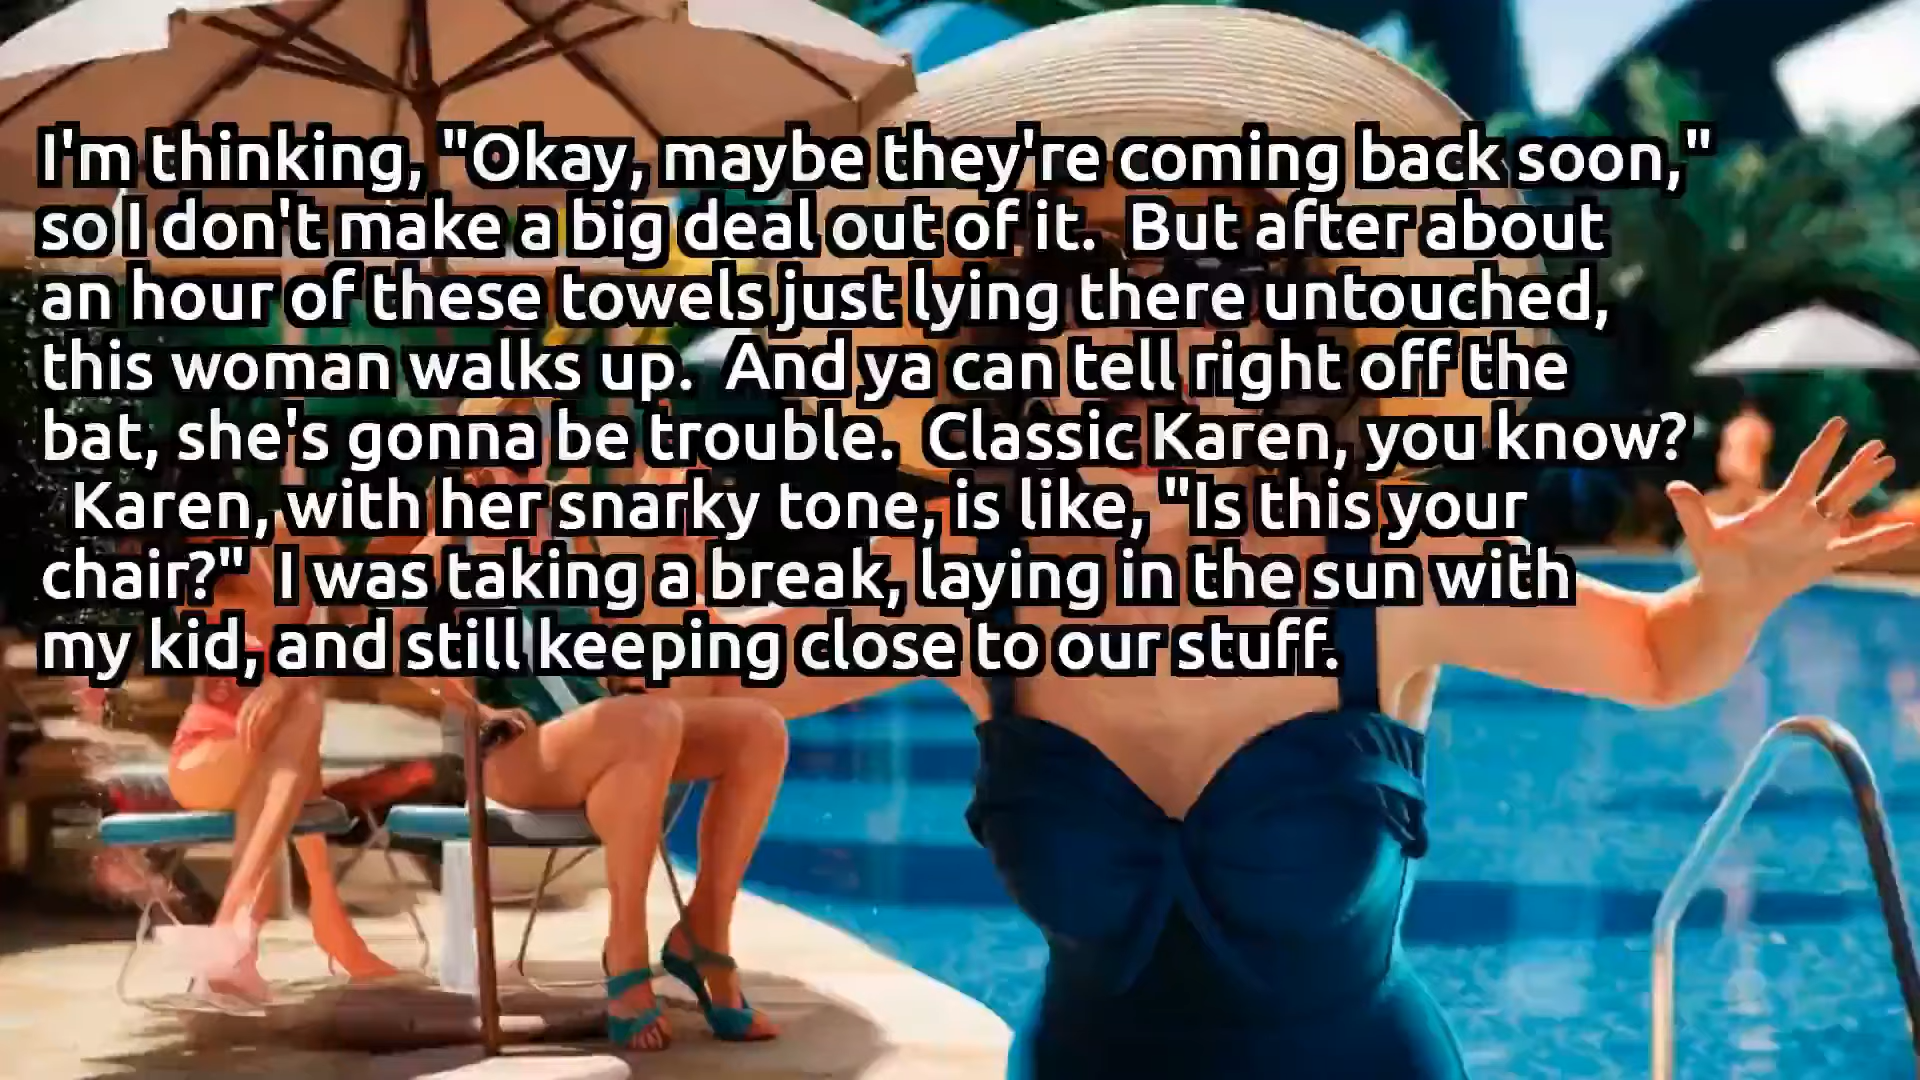 I'm thinking, "Okay, maybe they're coming back soon,"
so I don't make a big deal out of it.  But after about
an hour of these towels just lying there untouched,
this woman walks up.  And ya can tell right off the
bat, she's gonna be trouble.  Classic Karen, you know?
Karen, with her snarky tone, is like, "Is this your
chair?"  I was taking a break, laying in the sun with
my kid, and still keeping close to our stuff.